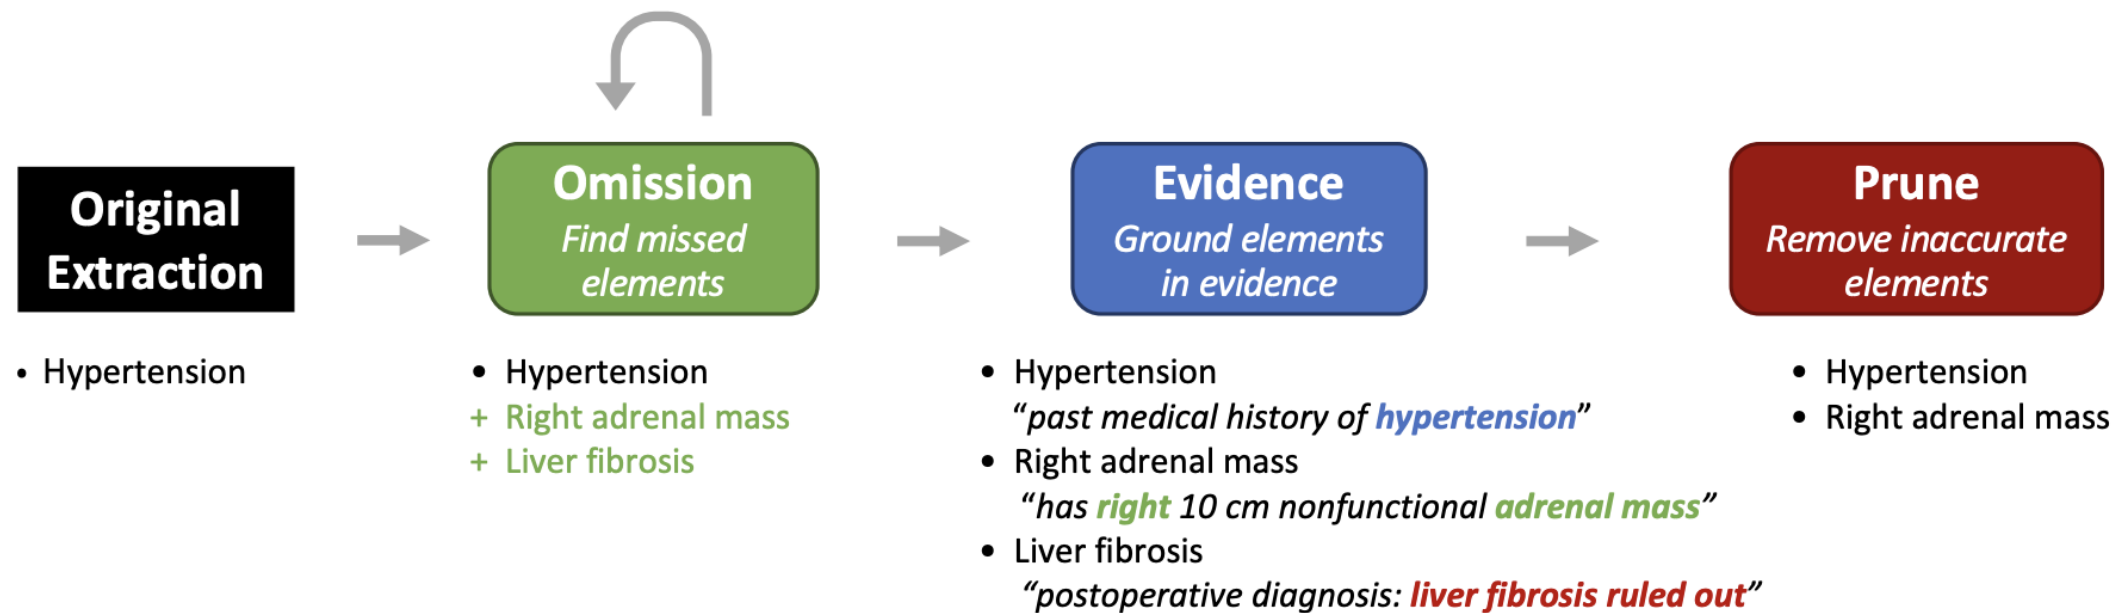 Original
Extraction
• Hypertension
Omission
Find missed
elements
• Hypertension
+ Right adrenal mass
+ Liver fibrosis
Evidence
Ground elements
in evidence
• Hypertension
“past medical history of hypertension”
• Right adrenal mass
“has right 10 cm nonfunctional adrenal mass”
• Liver fibrosis
“postoperative diagnosis: liver fibrosis ruled out”
Prune
Remove inaccurate
elements
• Hypertension
• Right adrenal mass